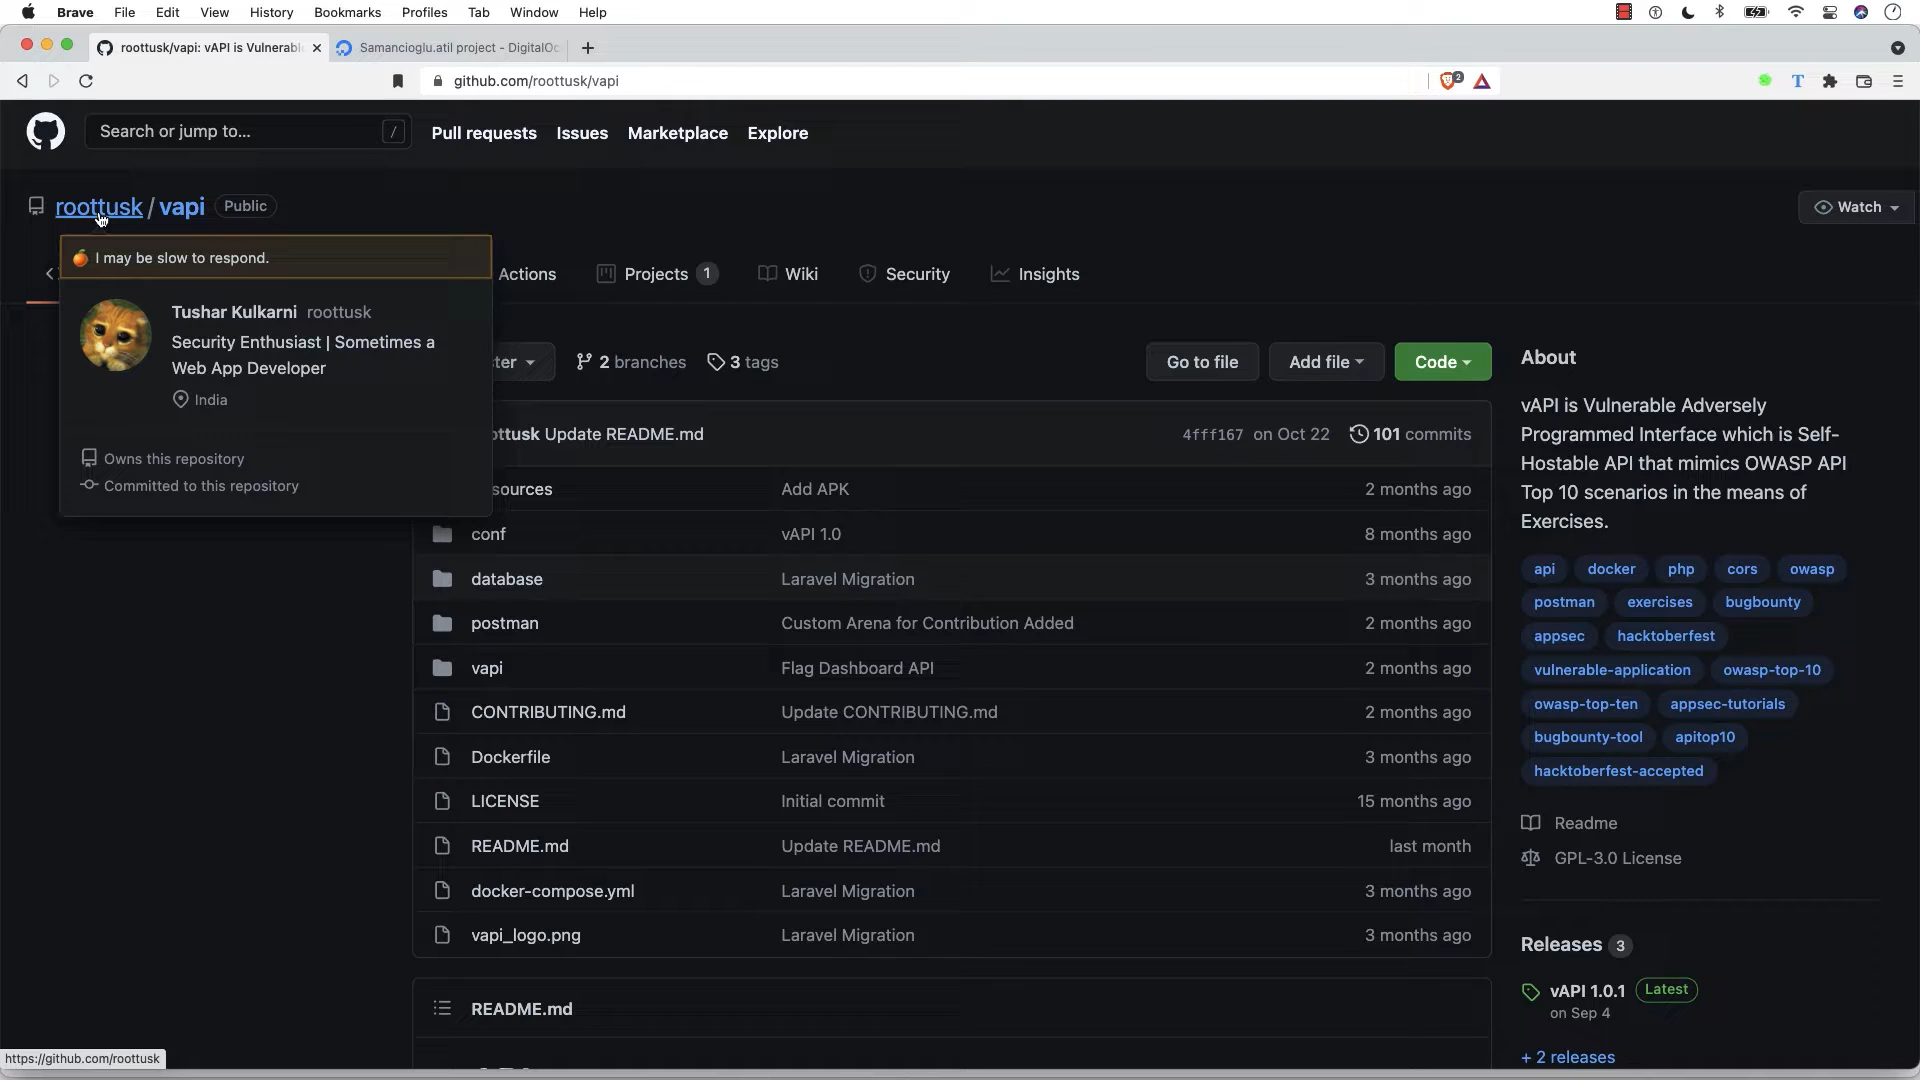 Brave File Edit View History Bookmarks Profiles Tab Window Help
roottusk/vapi: vAPI is Vulnerabl
Samancioglu.atil project - DigitalOc
github.com/roottusk/vapi
2
T
Search or jump to... /
Pull requests Issues Marketplace Explore
roottusk / vapi Public
Watch
I may be slow to respond.
Actions Projects 1 Wiki Security Insights
Tushar Kulkarni roottusk
Security Enthusiast | Sometimes a
Web App Developer
India
Owns this repository
Committed to this repository
ter 2 branches 3 tags Go to file Add file Code
ottusk Update README.md 4fff167 on Oct 22 101 commits
sources Add APK 2 months ago
conf vAPI 1.0 8 months ago
database Laravel Migration 3 months ago
postman Custom Arena for Contribution Added 2 months ago
vapi Flag Dashboard API 2 months ago
CONTRIBUTING.md Update CONTRIBUTING.md 2 months ago
Dockerfile Laravel Migration 3 months ago
LICENSE Initial commit 15 months ago
README.md Update README.md last month
docker-compose.yml Laravel Migration 3 months ago
vapi_logo.png Laravel Migration 3 months ago
README.md
About
vAPI is Vulnerable Adversely
Programmed Interface which is Self-
Hostable API that mimics OWASP API
Top 10 scenarios in the means of
Exercises.
api docker php cors owasp
postman exercises bugbounty
appsec hacktoberfest
vulnerable-application owasp-top-10
owasp-top-ten appsec-tutorials
bugbounty-tool apitop10
hacktoberfest-accepted
Readme
GPL-3.0 License
Releases 3
vAPI 1.0.1 Latest
on Sep 4
+ 2 releases
https://github.com/roottusk